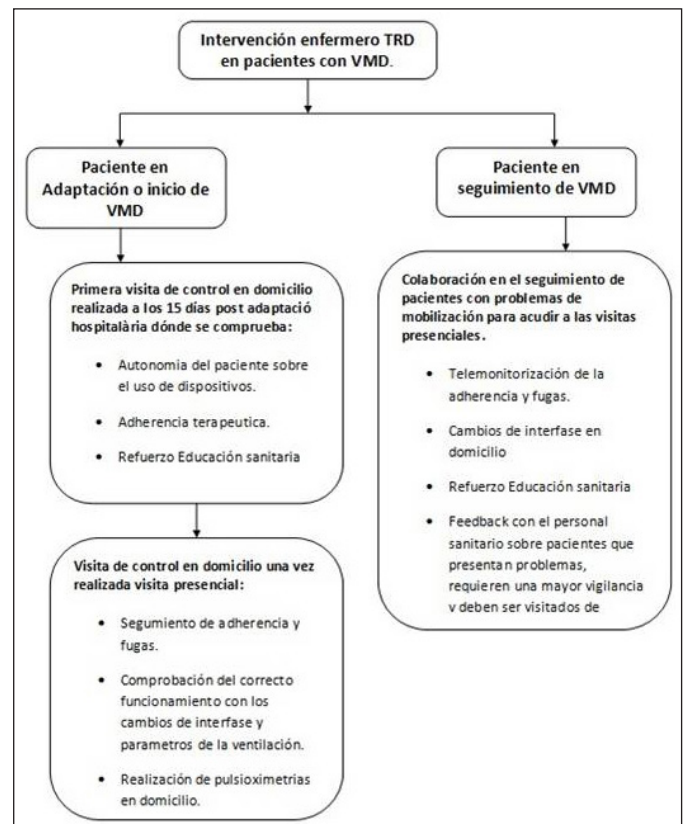 Intervención enfermero TRD
en pacientes con VMD.
Paciente en
Adaptación o inicio de
VMD
Primera visita de control en domicilio
realizada a los 15 días post adaptació
hospitalària dónde se comprueba:
• Autonomia del paciente sobre
el uso de dispositivos.
• Adherencia terapeutica.
• Refuerzo Educación sanitaria
Visita de control en domicilio una vez
realizada visita presencial:
• Segumiento de adherencia y
fugas.
• Comprobación del correcto
funcionamiento con los
cambios de interfase y
parametros de la ventilación.
• Realización de pulsioximetrias
en domicilio.
Paciente en
seguimiento de VMD
Colaboración en el seguimiento de
pacientes con problemas de
mobilización para acudir a las visitas
presenciales.
• Telemonitorización de la
adherencia y fugas.
• Cambios de interfase en
domicilio
• Refuerzo Educación sanitaria
• Feedback con el personal
sanitario sobre pacientes que
presentan problemas,
requieren una mayor vigilancia
y deben ser visitados de